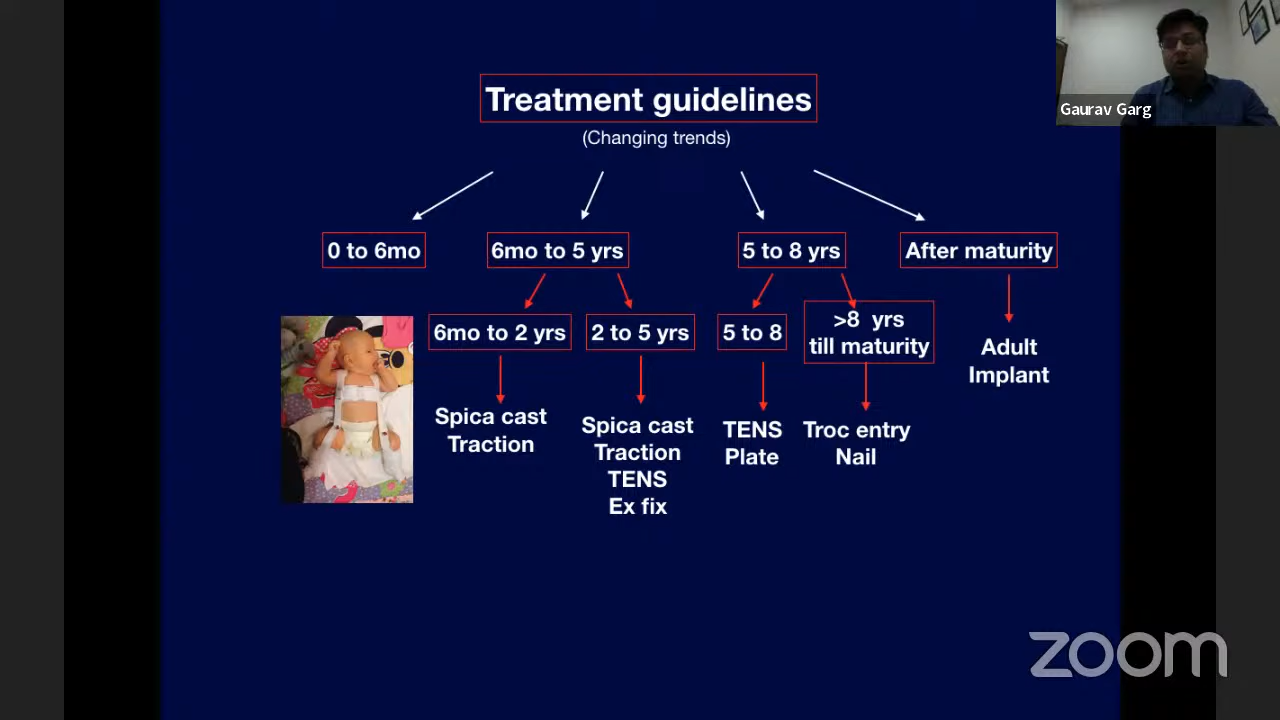 Treatment guidelines
(Changing trends)
Gaurav Garg
0 to 6mo
6mo to 5 yrs
5 to 8 yrs
After maturity
6mo to 2 yrs
2 to 5 yrs
5 to 8
>8 yrs
till maturity
Adult
Implant
Spica cast
Traction
Spica cast
Traction
TENS
Ex fix
TENS
Plate
Troc entry
Nail
zoom